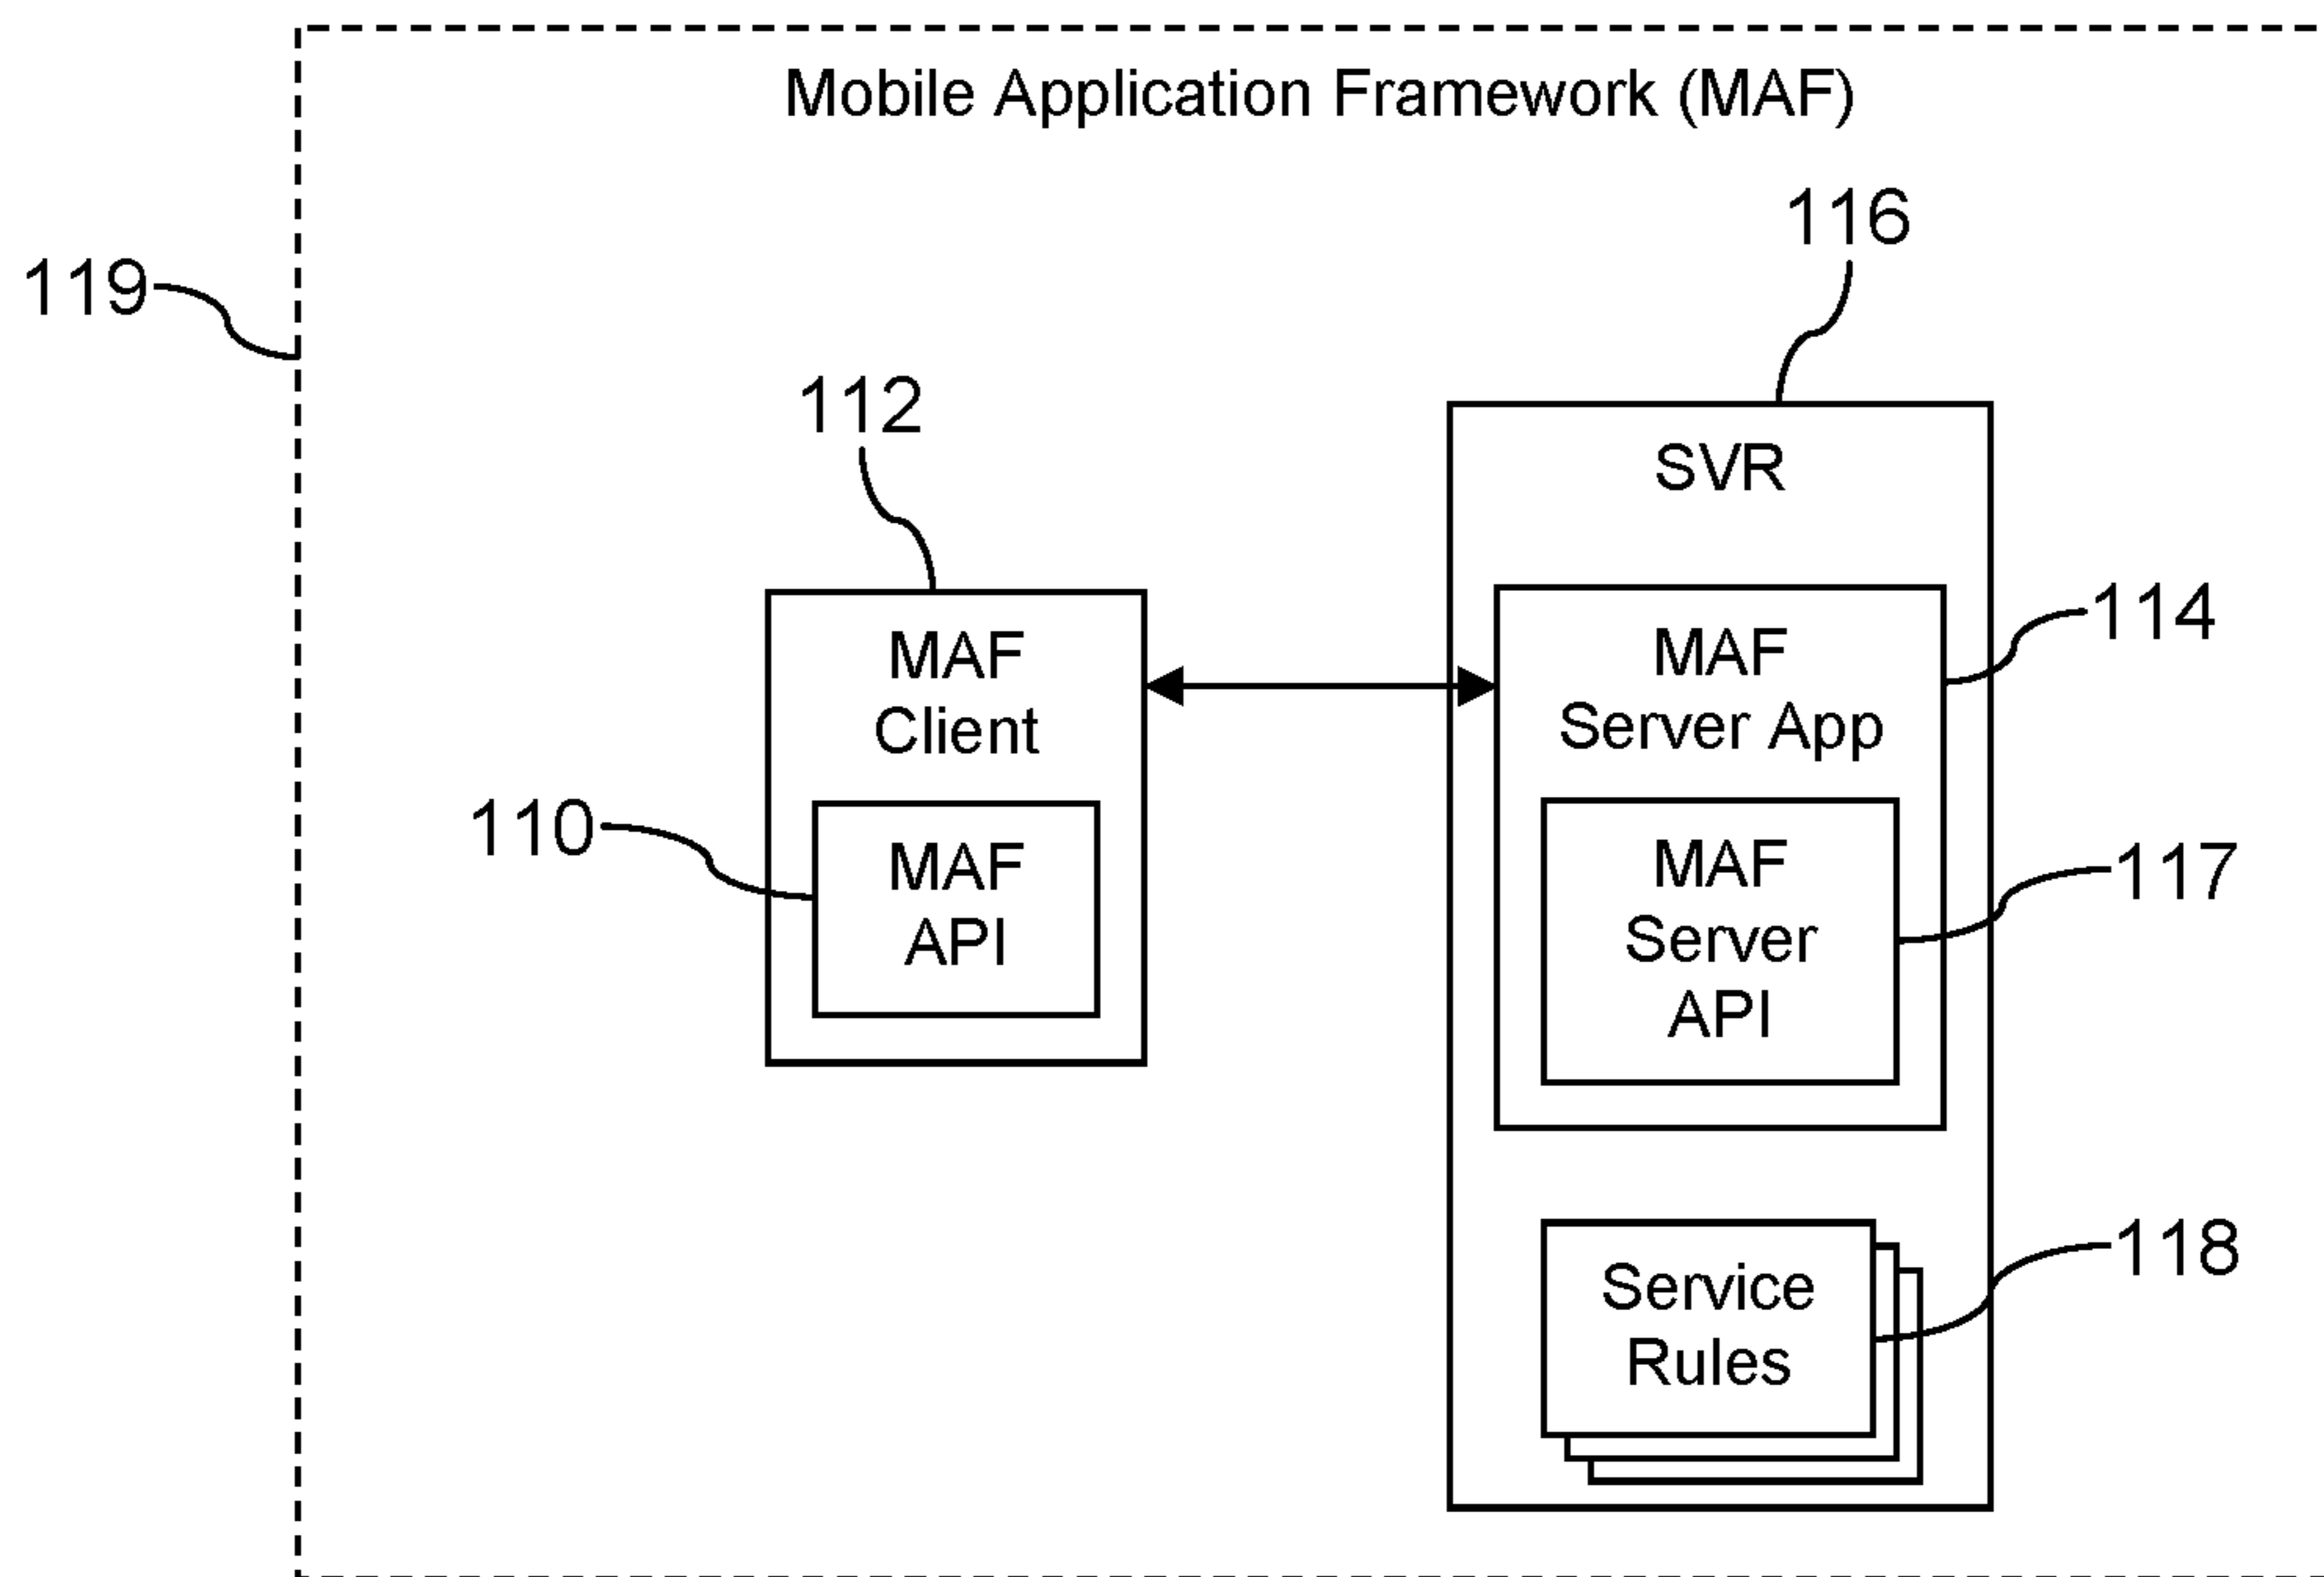 Mobile Application Framework (MAF)
116
119
112
SVR
114
MAF
Client
MAF
Server App
110
MAF
API
MAF
Server
API
117
118
Service
Rules